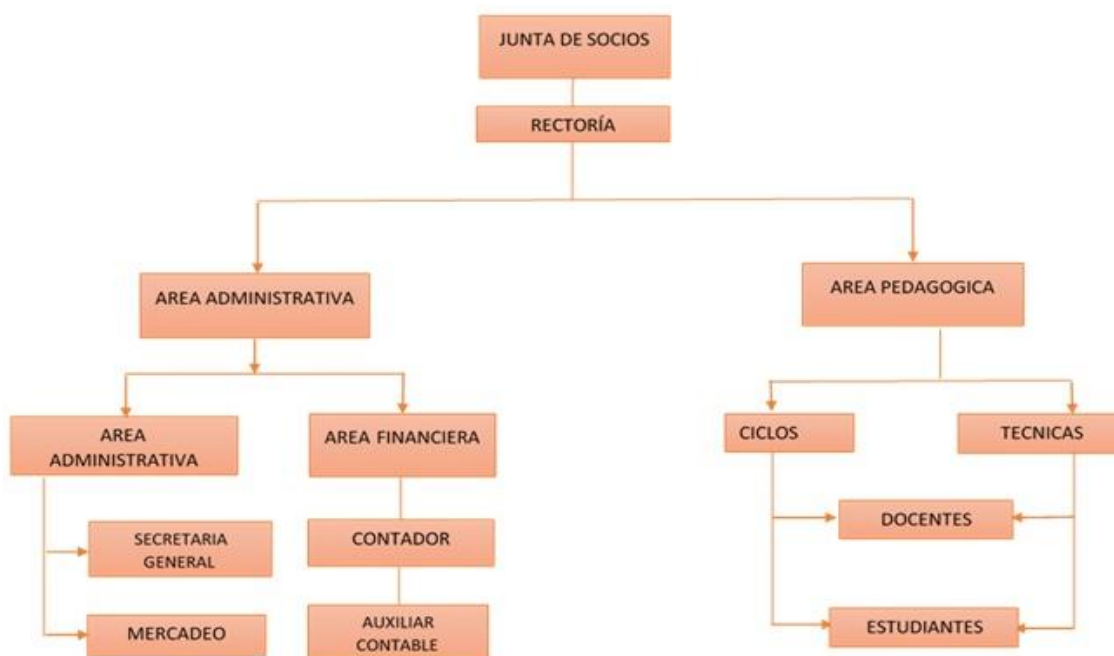 JUNTA DE SOCIOS
RECTORÍA
AREA ADMINISTRATIVA
AREA PEDAGOGICA
AREA
ADMINISTRATIVA
AREA FINANCIERA
CICLOS
TECNICAS
SECRETARIA
GENERAL
CONTADOR
DOCENTES
MERCADEO
AUXILIAR
CONTABLE
ESTUDIANTES